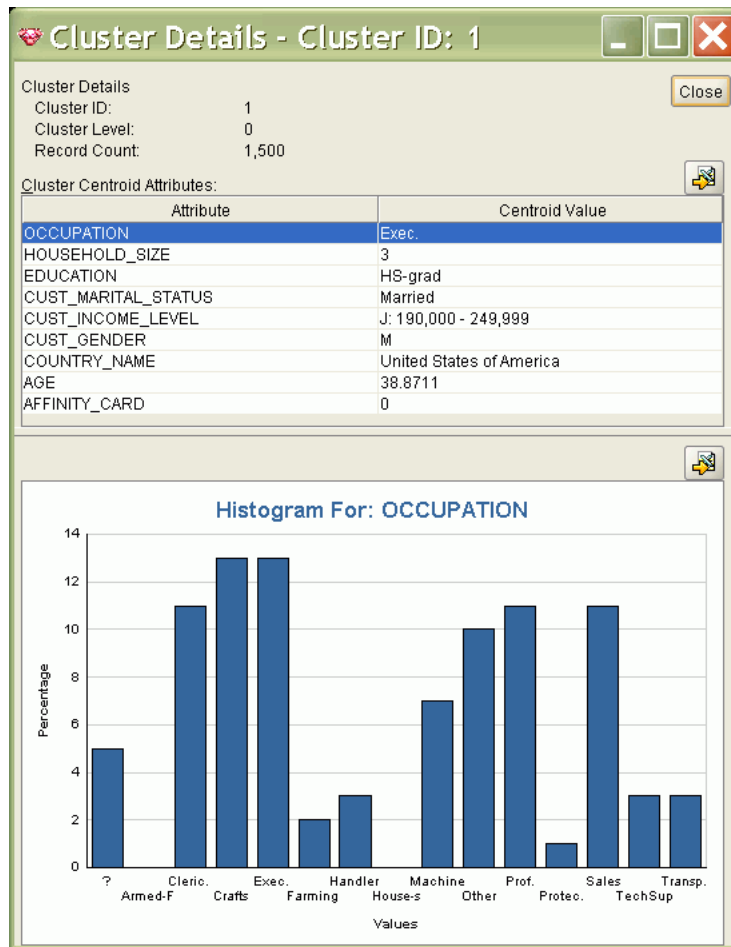 Cluster Details - Cluster ID: 1
Cluster Details
Close
Cluster ID: 1
Cluster Level: 0
Record Count: 1,500
Cluster Centroid Attributes:
Attribute Centroid Value
OCCUPATION Exec.
HOUSEHOLD_SIZE 3
EDUCATION HS-grad
CUST_MARITAL_STATUS Married
CUST_INCOME_LEVEL J: 190,000 - 249,999
CUST_GENDER M
COUNTRY_NAME United States of America
AGE 38.8711
AFFINITY_CARD 0
Histogram For: OCCUPATION
14
12
10
8
6
4
2
0
Percentage
? Cleric. Exec. Handler Machine Prof. Sales Transp.
Armed-F Crafts Farming House-s Other Protec. TechSup
Values